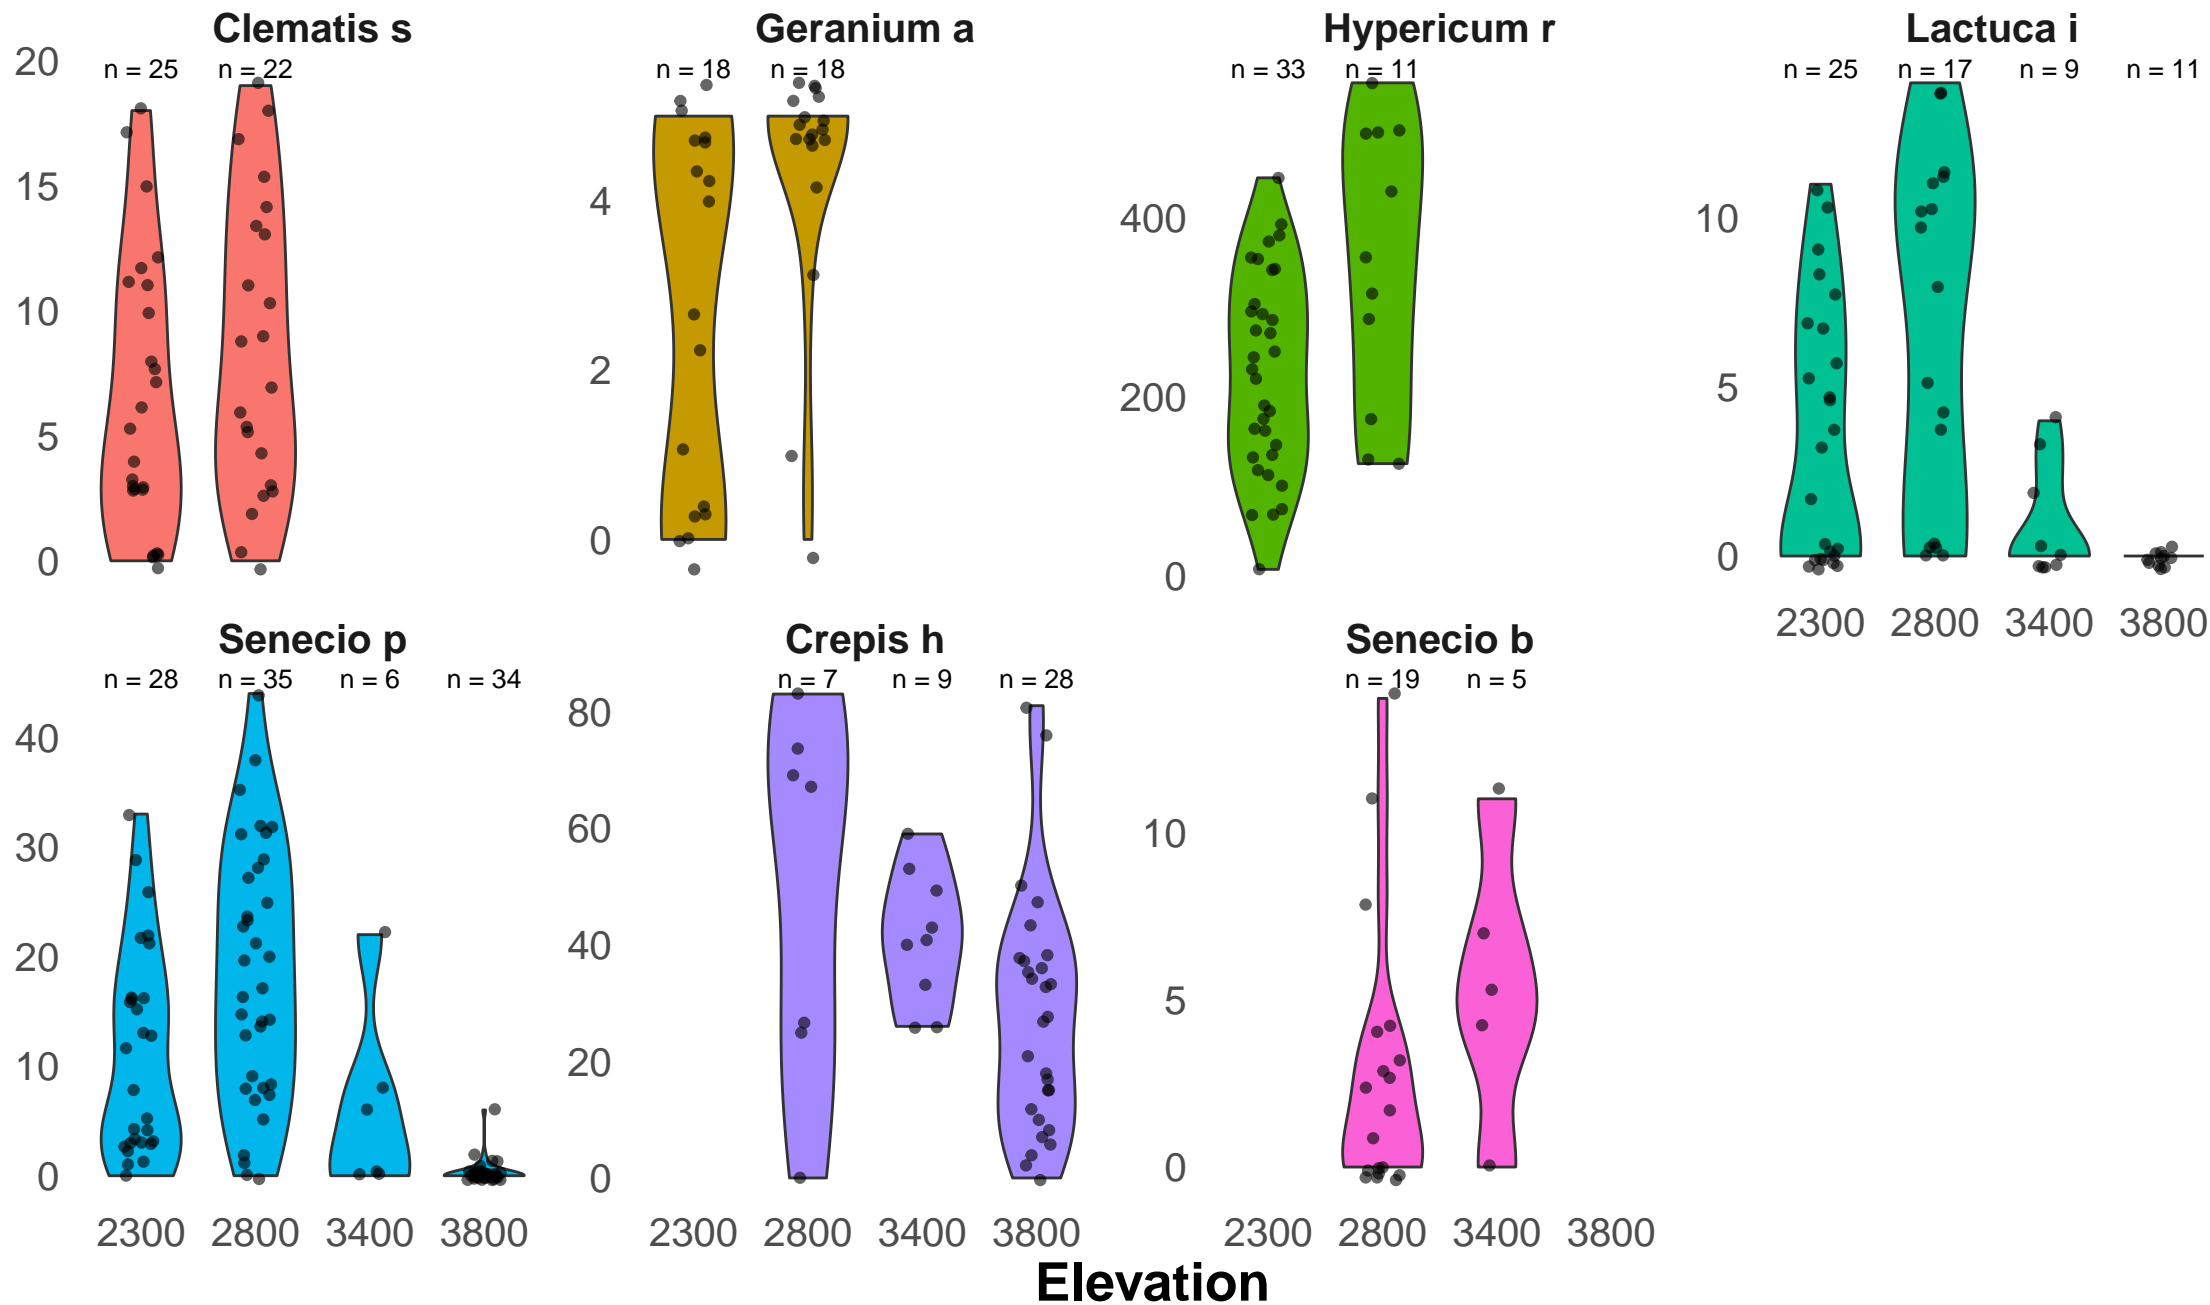 Clematis s
Geranium a
Hypericum r
Lactuca i
n = 25
n = 22
n = 18
n = 18
n = 33
n = 11
n = 25
n = 17
n = 9
n = 11
20
15
10
5
0
4
2
0
400
200
0
10
5
0
2300 2800 3400 3800
Senecio p
Crepis h
Senecio b
n = 28
n = 35
n = 6
n = 34
n = 7
n = 9
n = 28
n = 19
n = 5
40
30
20
10
0
80
60
40
20
0
10
5
0
2300 2800 3400 3800
2300 2800 3400 3800
2300 2800 3400 3800
Elevation